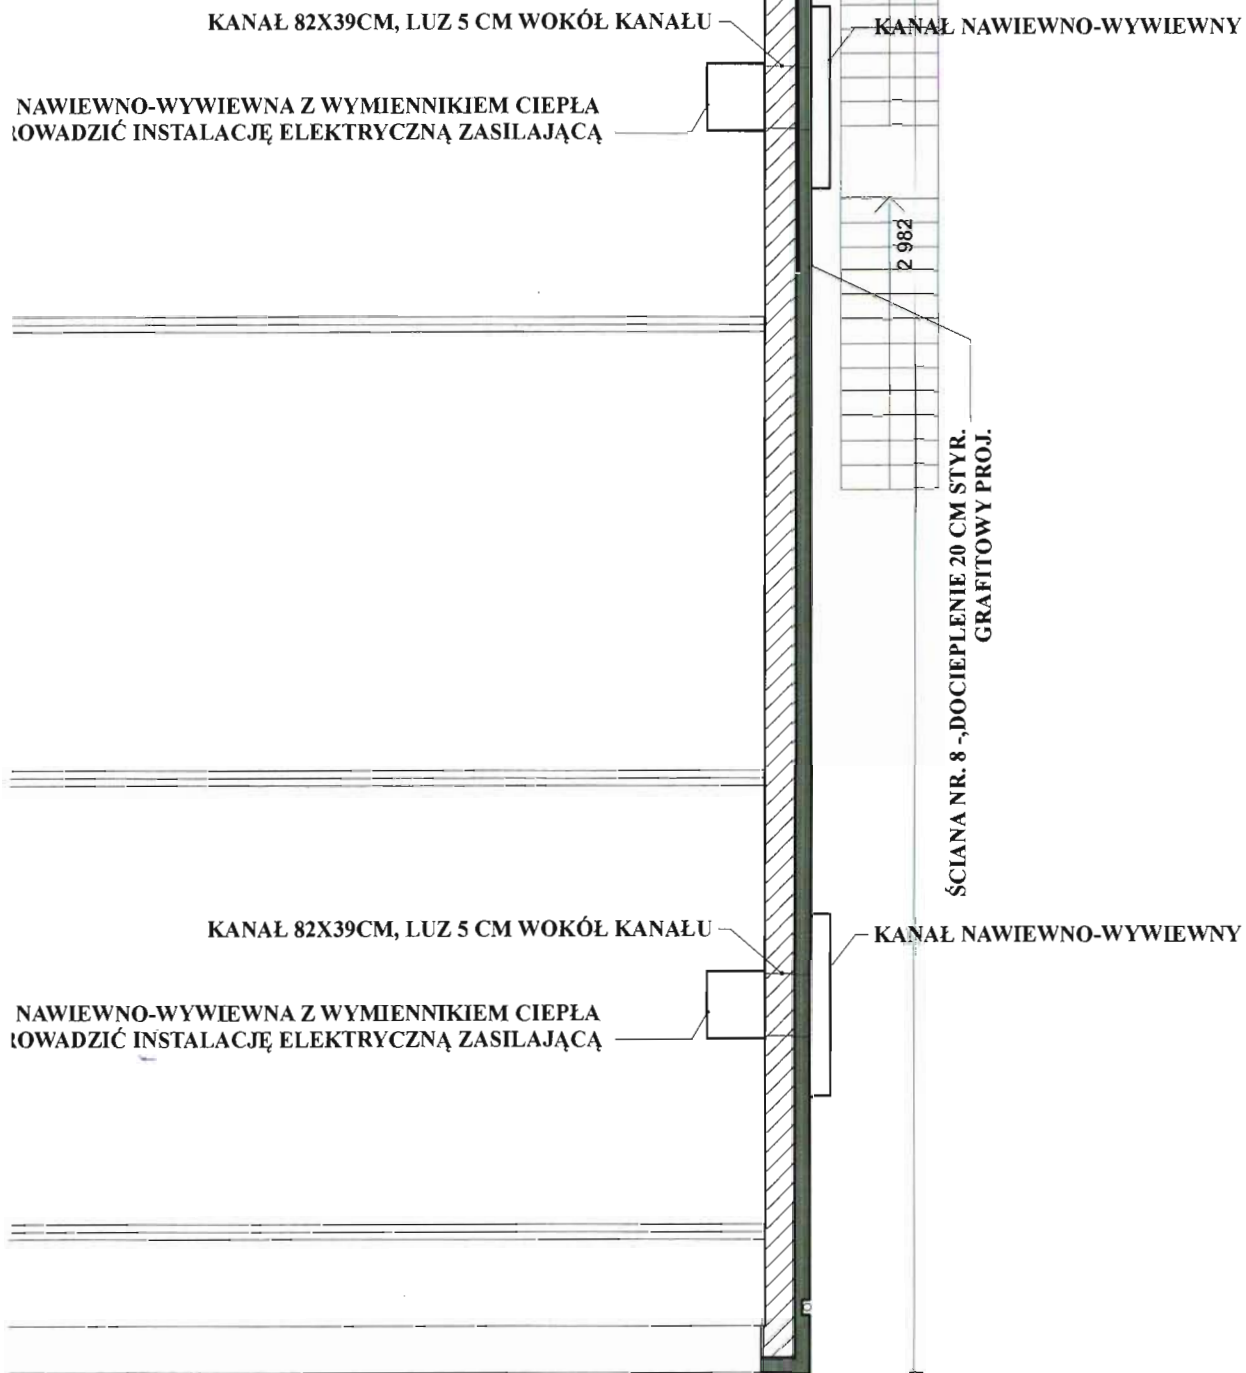 KANAŁ 82X39CM, LUZ 5 CM WOKÓŁ KANAŁU
KANAŁ NAWIEWNO-WYWIEWNY
NAWIEWNO-WYWIEWNA Z WYMIENNIKIEM CIEPŁA
ROWADZIĆ INSTALACJĘ ELEKTRYCZNĄ ZASILAJĄCĄ
2 982
ŚCIANA NR. 8 -,DOCIEPLENIE 20 CM STYR.
GRAFITOWY PROJ.
KANAŁ 82X39CM, LUZ 5 CM WOKÓŁ KANAŁU
KANAŁ NAWIEWNO-WYWIEWNY
NAWIEWNO-WYWIEWNA Z WYMIENNIKIEM CIEPŁA
ROWADZIĆ INSTALACJĘ ELEKTRYCZNĄ ZASILAJĄCĄ